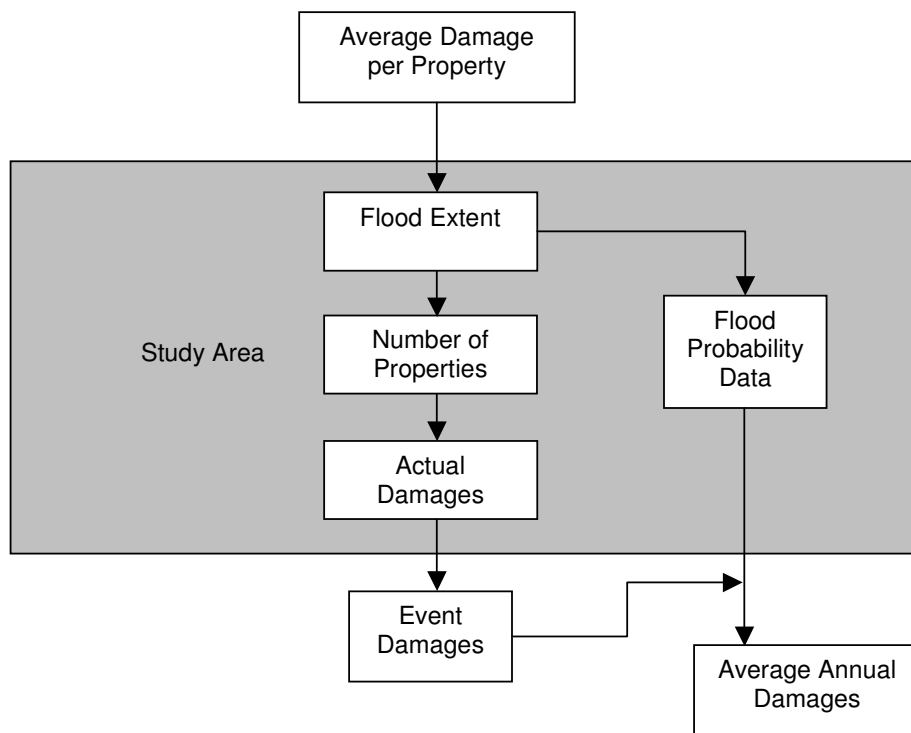 Average Damage
per Property
Flood Extent
Number of
Properties
Study Area
Flood
Probability
Data
Actual
Damages
Event
Damages
Average Annual
Damages